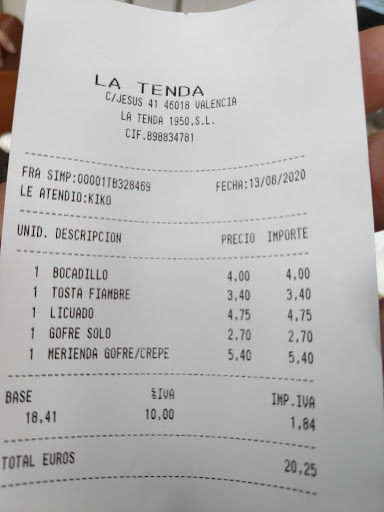 LA TENDA
C/JESUS 41 46018 VALENCIA
LA TENDA 1950,S.L.
CIF.B98834781
FRA SIMP:00001TB328469 FECHA:13/08/2020
LE ATENDIO:KIKO
UNID. DESCRIPCION PRECIO IMPORTE
1 BOCADILLO 4,00 4,00
1 TOSTA FIAMBRE 3,40 3,40
1 LICUADO 4,75 4,75
1 GOFRE SOLO 2,70 2,70
1 MERIENDA GOFRE/CREPE 5,40 5,40
BASE %IVA IMP.IVA
18,41 10,00 1,84
TOTAL EUROS 20,25